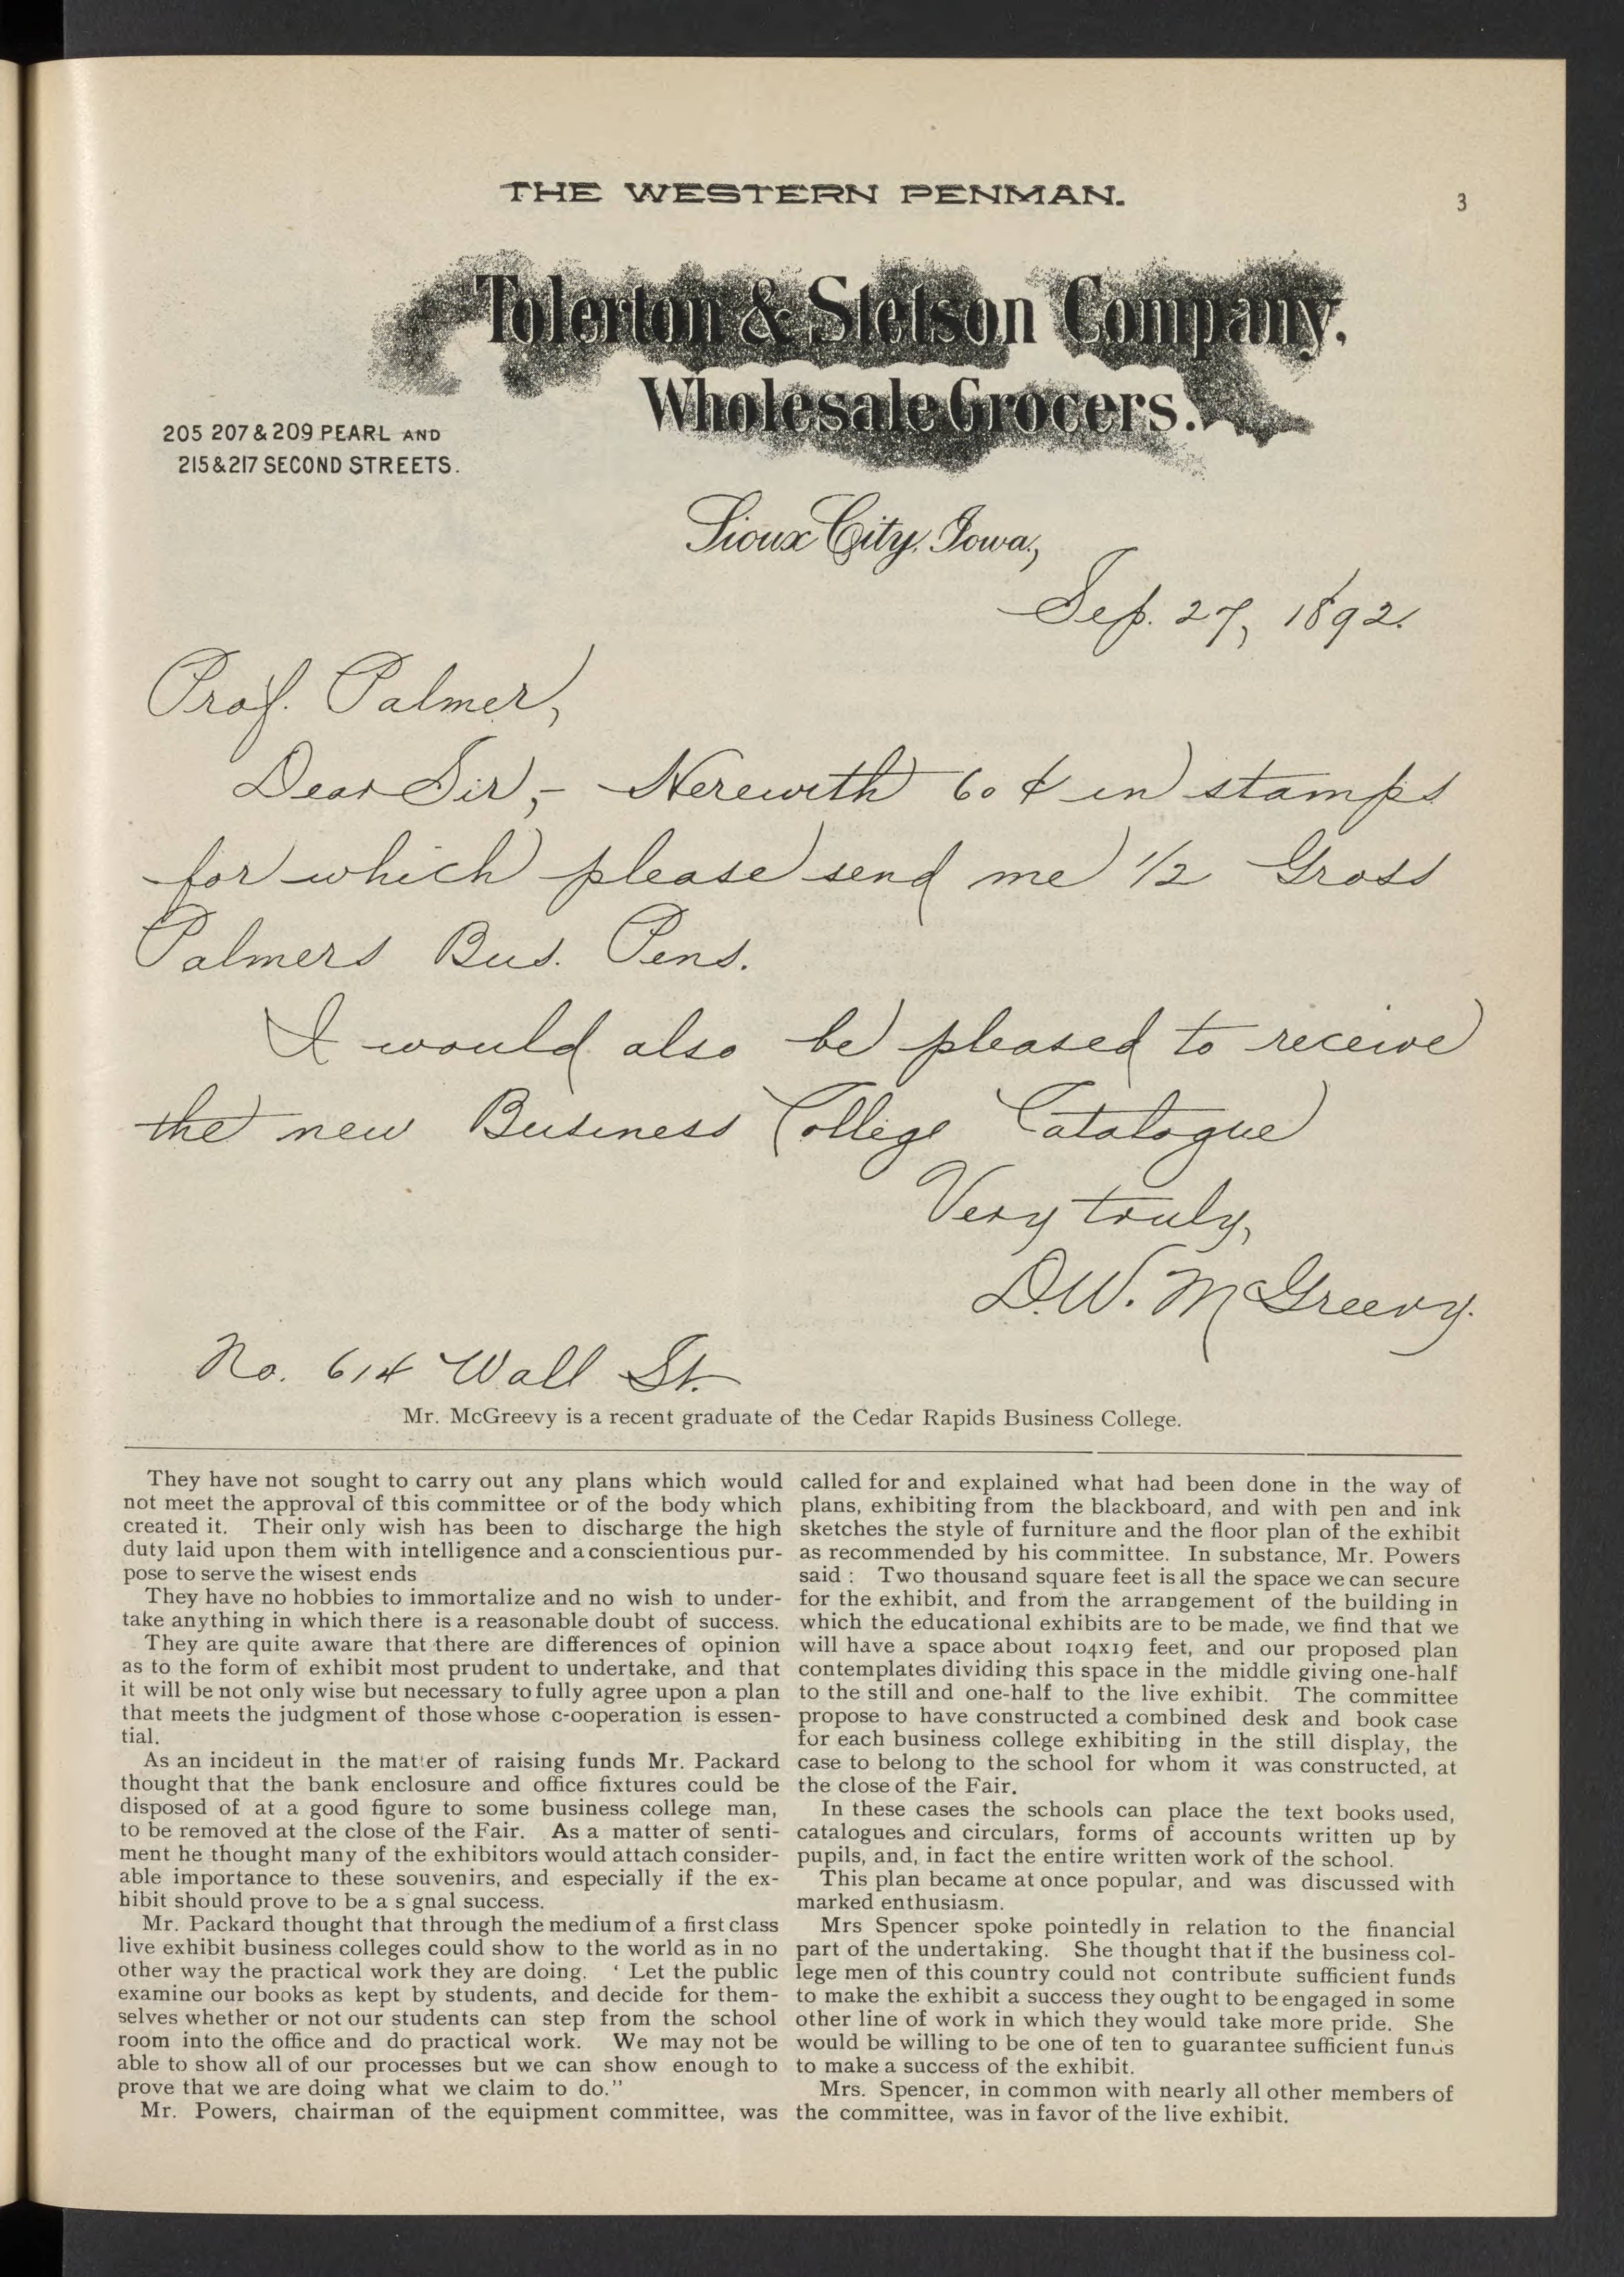 THE WESTERN PENMAN.
3
Tolerton & Stetson Company.
Wholesale Grocers.
205 207 & 209 PEARL AND
215 & 217 SECOND STREETS.
Sioux City, Iowa,
Sep. 27, 1892.
Prof. Palmer,
Dear Sir,- Herewith 60 ¢ in stamps
for which please send me 1/2 Gross
Palmers Bus. Pens.
I would also be pleased to receive
the new Business College Catalogue
Very truly,
D.W. McGreevy.
No. 614 Wall St.
Mr. McGreevy is a recent graduate of the Cedar Rapids Business College.
They have not sought to carry out any plans which would
not meet the approval of this committee or of the body which
created it. Their only wish has been to discharge the high
duty laid upon them with intelligence and a conscientious pur-
pose to serve the wisest ends
They have no hobbies to immortalize and no wish to under-
take anything in which there is a reasonable doubt of success.
They are quite aware that there are differences of opinion
as to the form of exhibit most prudent to undertake, and that
it will be not only wise but necessary to fully agree upon a plan
that meets the judgment of those whose c-ooperation is essen-
tial.
As an incident in the matter of raising funds Mr. Packard
thought that the bank enclosure and office fixtures could be
disposed of at a good figure to some business college man,
to be removed at the close of the Fair. As a matter of senti-
ment he thought many of the exhibitors would attach consider-
able importance to these souvenirs, and especially if the ex-
hibit should prove to be a s gnal success.
Mr. Packard thought that through the medium of a first class
live exhibit business colleges could show to the world as in no
other way the practical work they are doing. ‘ Let the public
examine our books as kept by students, and decide for them-
selves whether or not our students can step from the school
room into the office and do practical work. We may not be
able to show all of our processes but we can show enough to
prove that we are doing what we claim to do.”
Mr. Powers, chairman of the equipment committee, was
called for and explained what had been done in the way of
plans, exhibiting from the blackboard, and with pen and ink
sketches the style of furniture and the floor plan of the exhibit
as recommended by his committee. In substance, Mr. Powers
said : Two thousand square feet is all the space we can secure
for the exhibit, and from the arrangement of the building in
which the educational exhibits are to be made, we find that we
will have a space about 104x19 feet, and our proposed plan
contemplates dividing this space in the middle giving one-half
to the still and one-half to the live exhibit. The committee
propose to have constructed a combined desk and book case
for each business college exhibiting in the still display, the
case to belong to the school for whom it was constructed, at
the close of the Fair.
In these cases the schools can place the text books used,
catalogues and circulars, forms of accounts written up by
pupils, and, in fact the entire written work of the school.
This plan became at once popular, and was discussed with
marked enthusiasm.
Mrs Spencer spoke pointedly in relation to the financial
part of the undertaking. She thought that if the business col-
lege men of this country could not contribute sufficient funds
to make the exhibit a success they ought to be engaged in some
other line of work in which they would take more pride. She
would be willing to be one of ten to guarantee sufficient funds
to make a success of the exhibit.
Mrs. Spencer, in common with nearly all other members of
the committee, was in favor of the live exhibit.